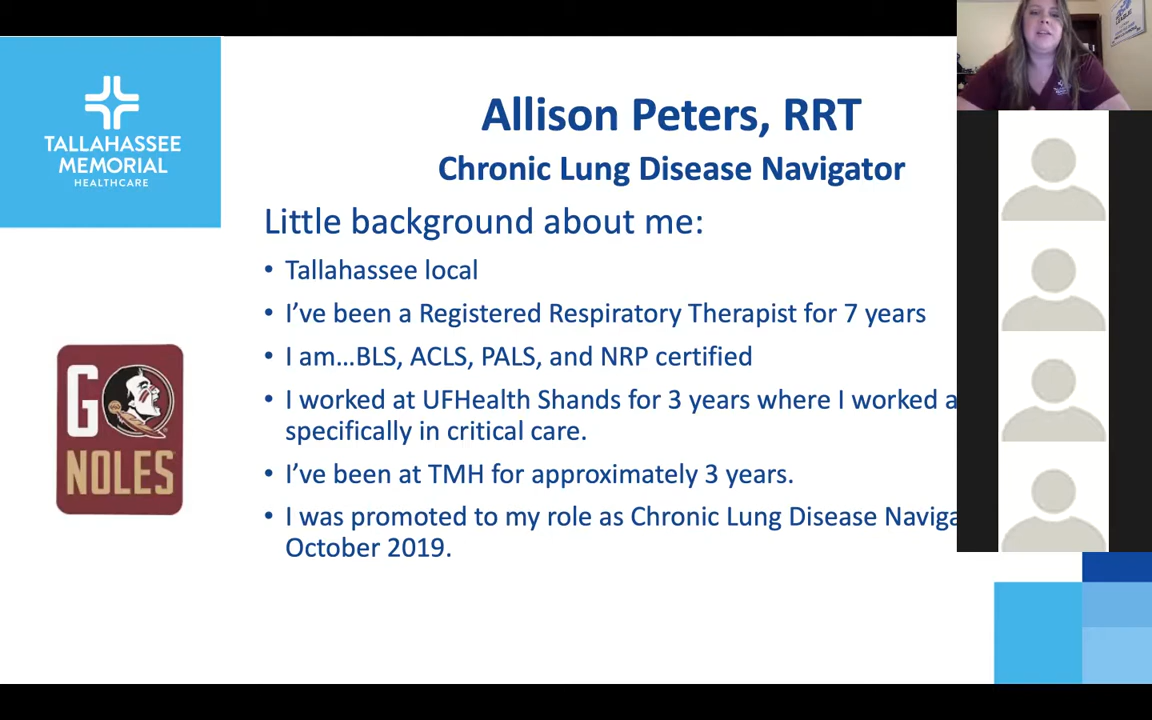 TALLAHASSEE
MEMORIAL
HEALTHCARE
Allison Peters, RRT
Chronic Lung Disease Navigator
Little background about me:
• Tallahassee local
• I’ve been a Registered Respiratory Therapist for 7 years
• I am…BLS, ACLS, PALS, and NRP certified
• I worked at UFHealth Shands for 3 years where I worked a
specifically in critical care.
• I’ve been at TMH for approximately 3 years.
• I was promoted to my role as Chronic Lung Disease Naviga
October 2019.
GO
NOLES